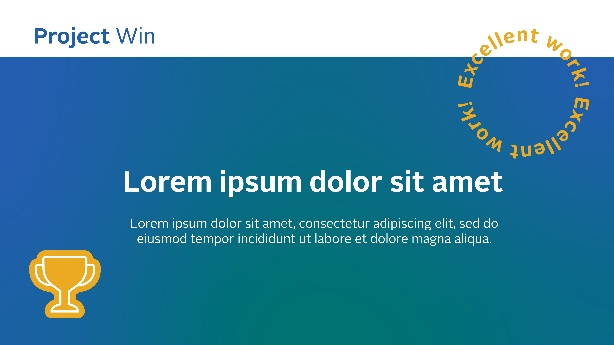 Project Win
Excellent work! Excellent work!
Lorem ipsum dolor sit amet
Lorem ipsum dolor sit amet, consectetur adipiscing elit, sed do
eiusmod tempor incididunt ut labore et dolore magna aliqua.